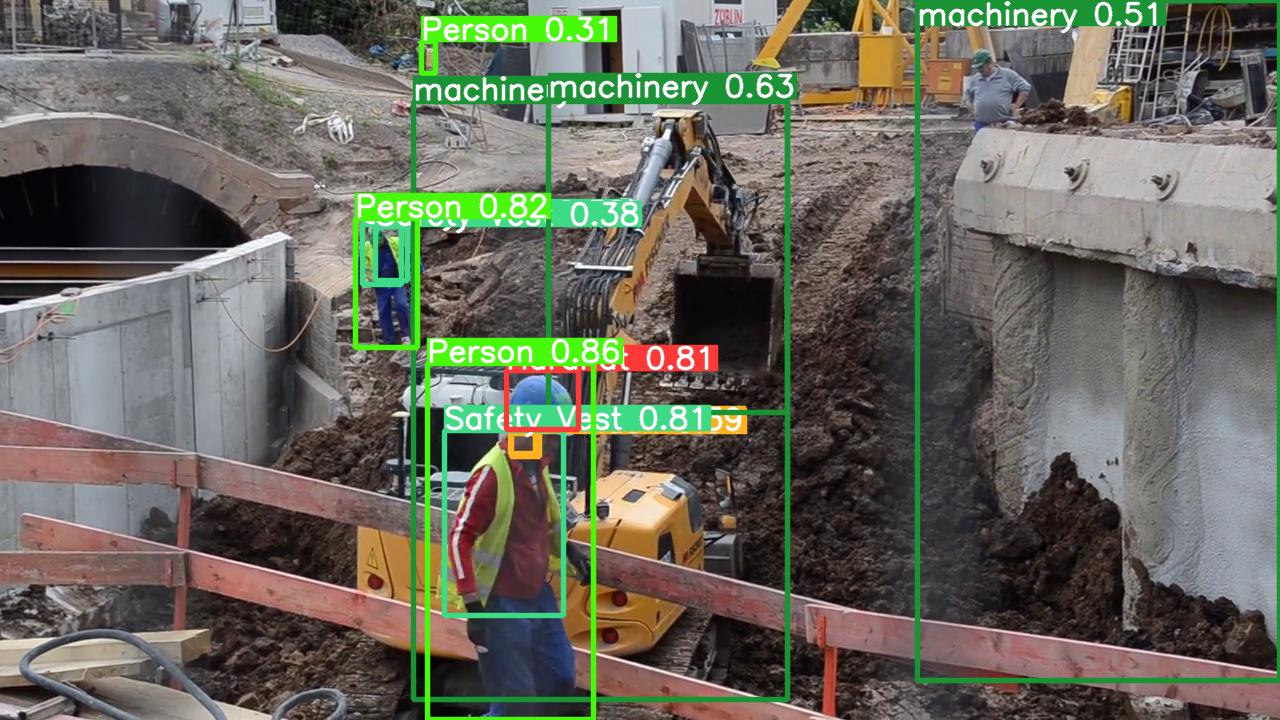 machinery 0.51
Person 0.31
ZÜBLIN
machine
machinery 0.63
Person 0.82
0.38
Person 0.86
0.81
Safety Vest 0.81